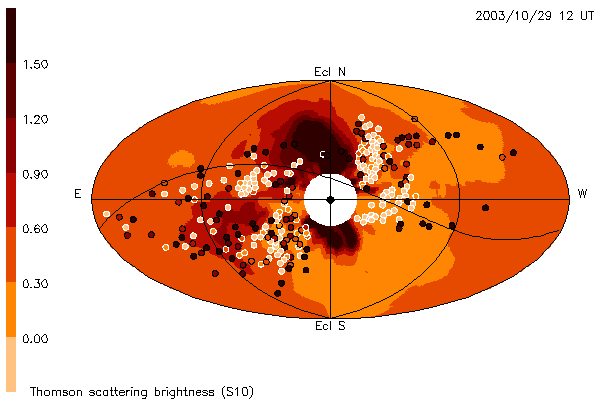 2003/10/29 12 UT
Ecl N
1.50
1.20
C
0.90
E
W
0.60
0.30
Ecl S
0.00
Thomson scattering brightness (S10)